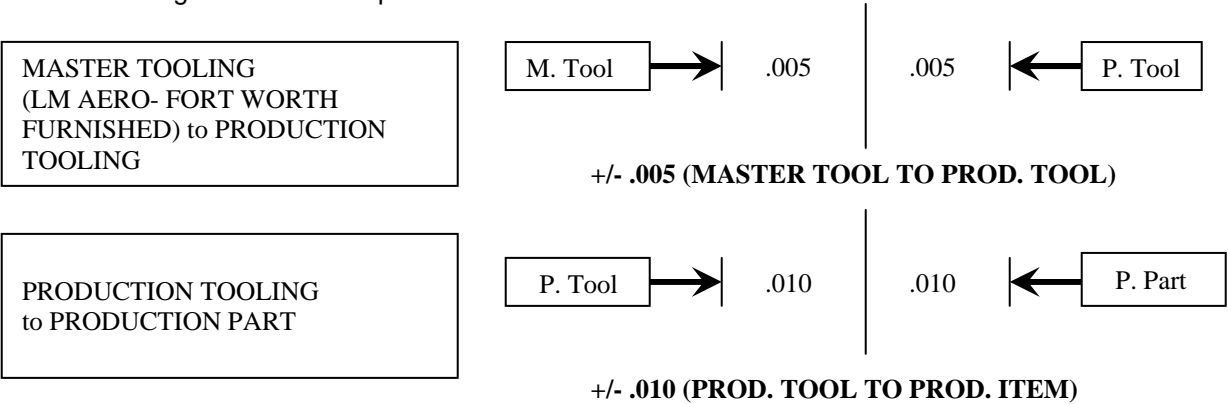 MASTER TOOLING
(LM AERO- FORT WORTH
FURNISHED) to PRODUCTION
TOOLING
M. Tool .005 .005 P. Tool
+/- .005 (MASTER TOOL TO PROD. TOOL)
PRODUCTION TOOLING
to PRODUCTION PART
P. Tool .010 .010 P. Part
+/- .010 (PROD. TOOL TO PROD. ITEM)